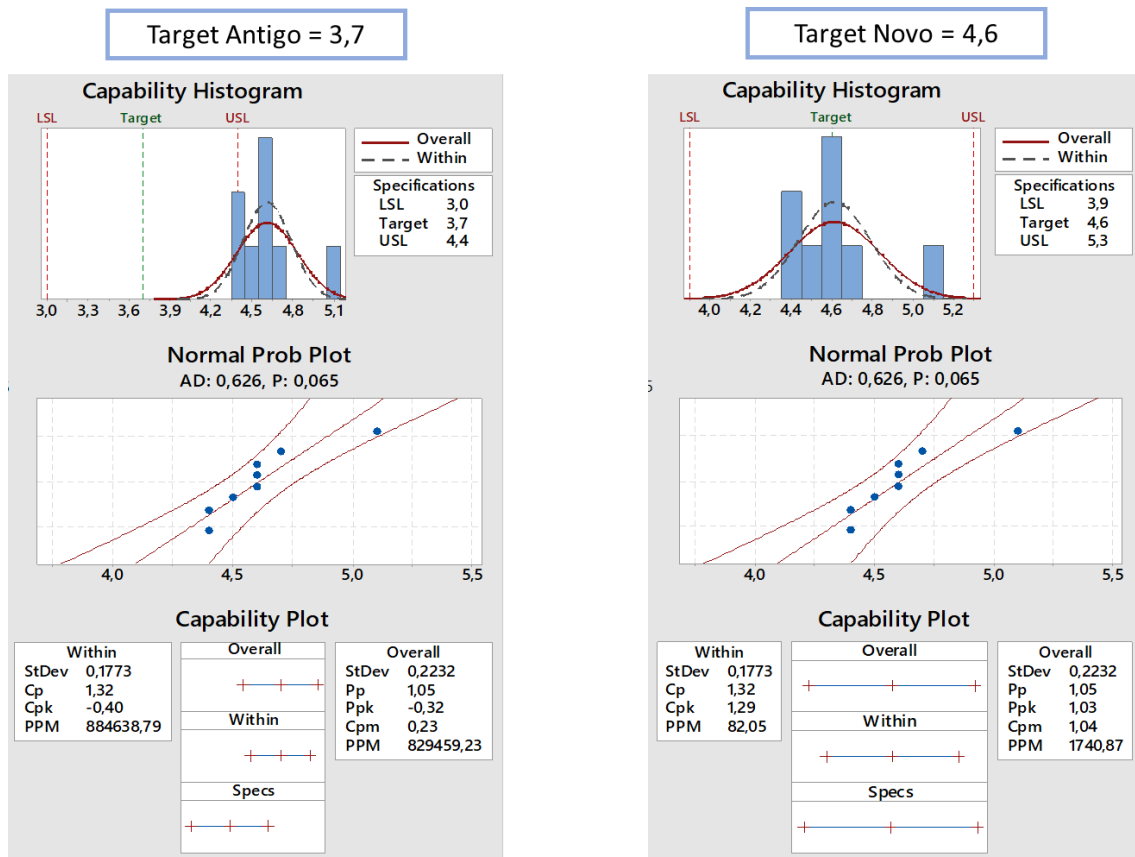 Target Antigo = 3,7
Capability Histogram
LSL Target USL
Overall
Within
Specifications
LSL 3,0
Target 3,7
USL 4,4
3,0 3,3 3,6 3,9 4,2 4,5 4,8 5,1
Normal Prob Plot
AD: 0,626, P: 0,065
4,0 4,5 5,0 5,5
Capability Plot
Within
StDev 0,1773
Cp 1,32
Cpk -0,40
PPM 884638,79
Overall
Within
Specs
Overall
StDev 0,2232
Pp 1,05
Ppk -0,32
Cpm 0,23
PPM 829459,23
Target Novo = 4,6
Capability Histogram
LSL Target USL
Overall
Within
Specifications
LSL 3,9
Target 4,6
USL 5,3
4,0 4,2 4,4 4,6 4,8 5,0 5,2
Normal Prob Plot
AD: 0,626, P: 0,065
5
4,0 4,5 5,0 5,5
Capability Plot
Within
StDev 0,1773
Cp 1,32
Cpk 1,29
PPM 82,05
Overall
Within
Specs
Overall
StDev 0,2232
Pp 1,05
Ppk 1,03
Cpm 1,04
PPM 1740,87